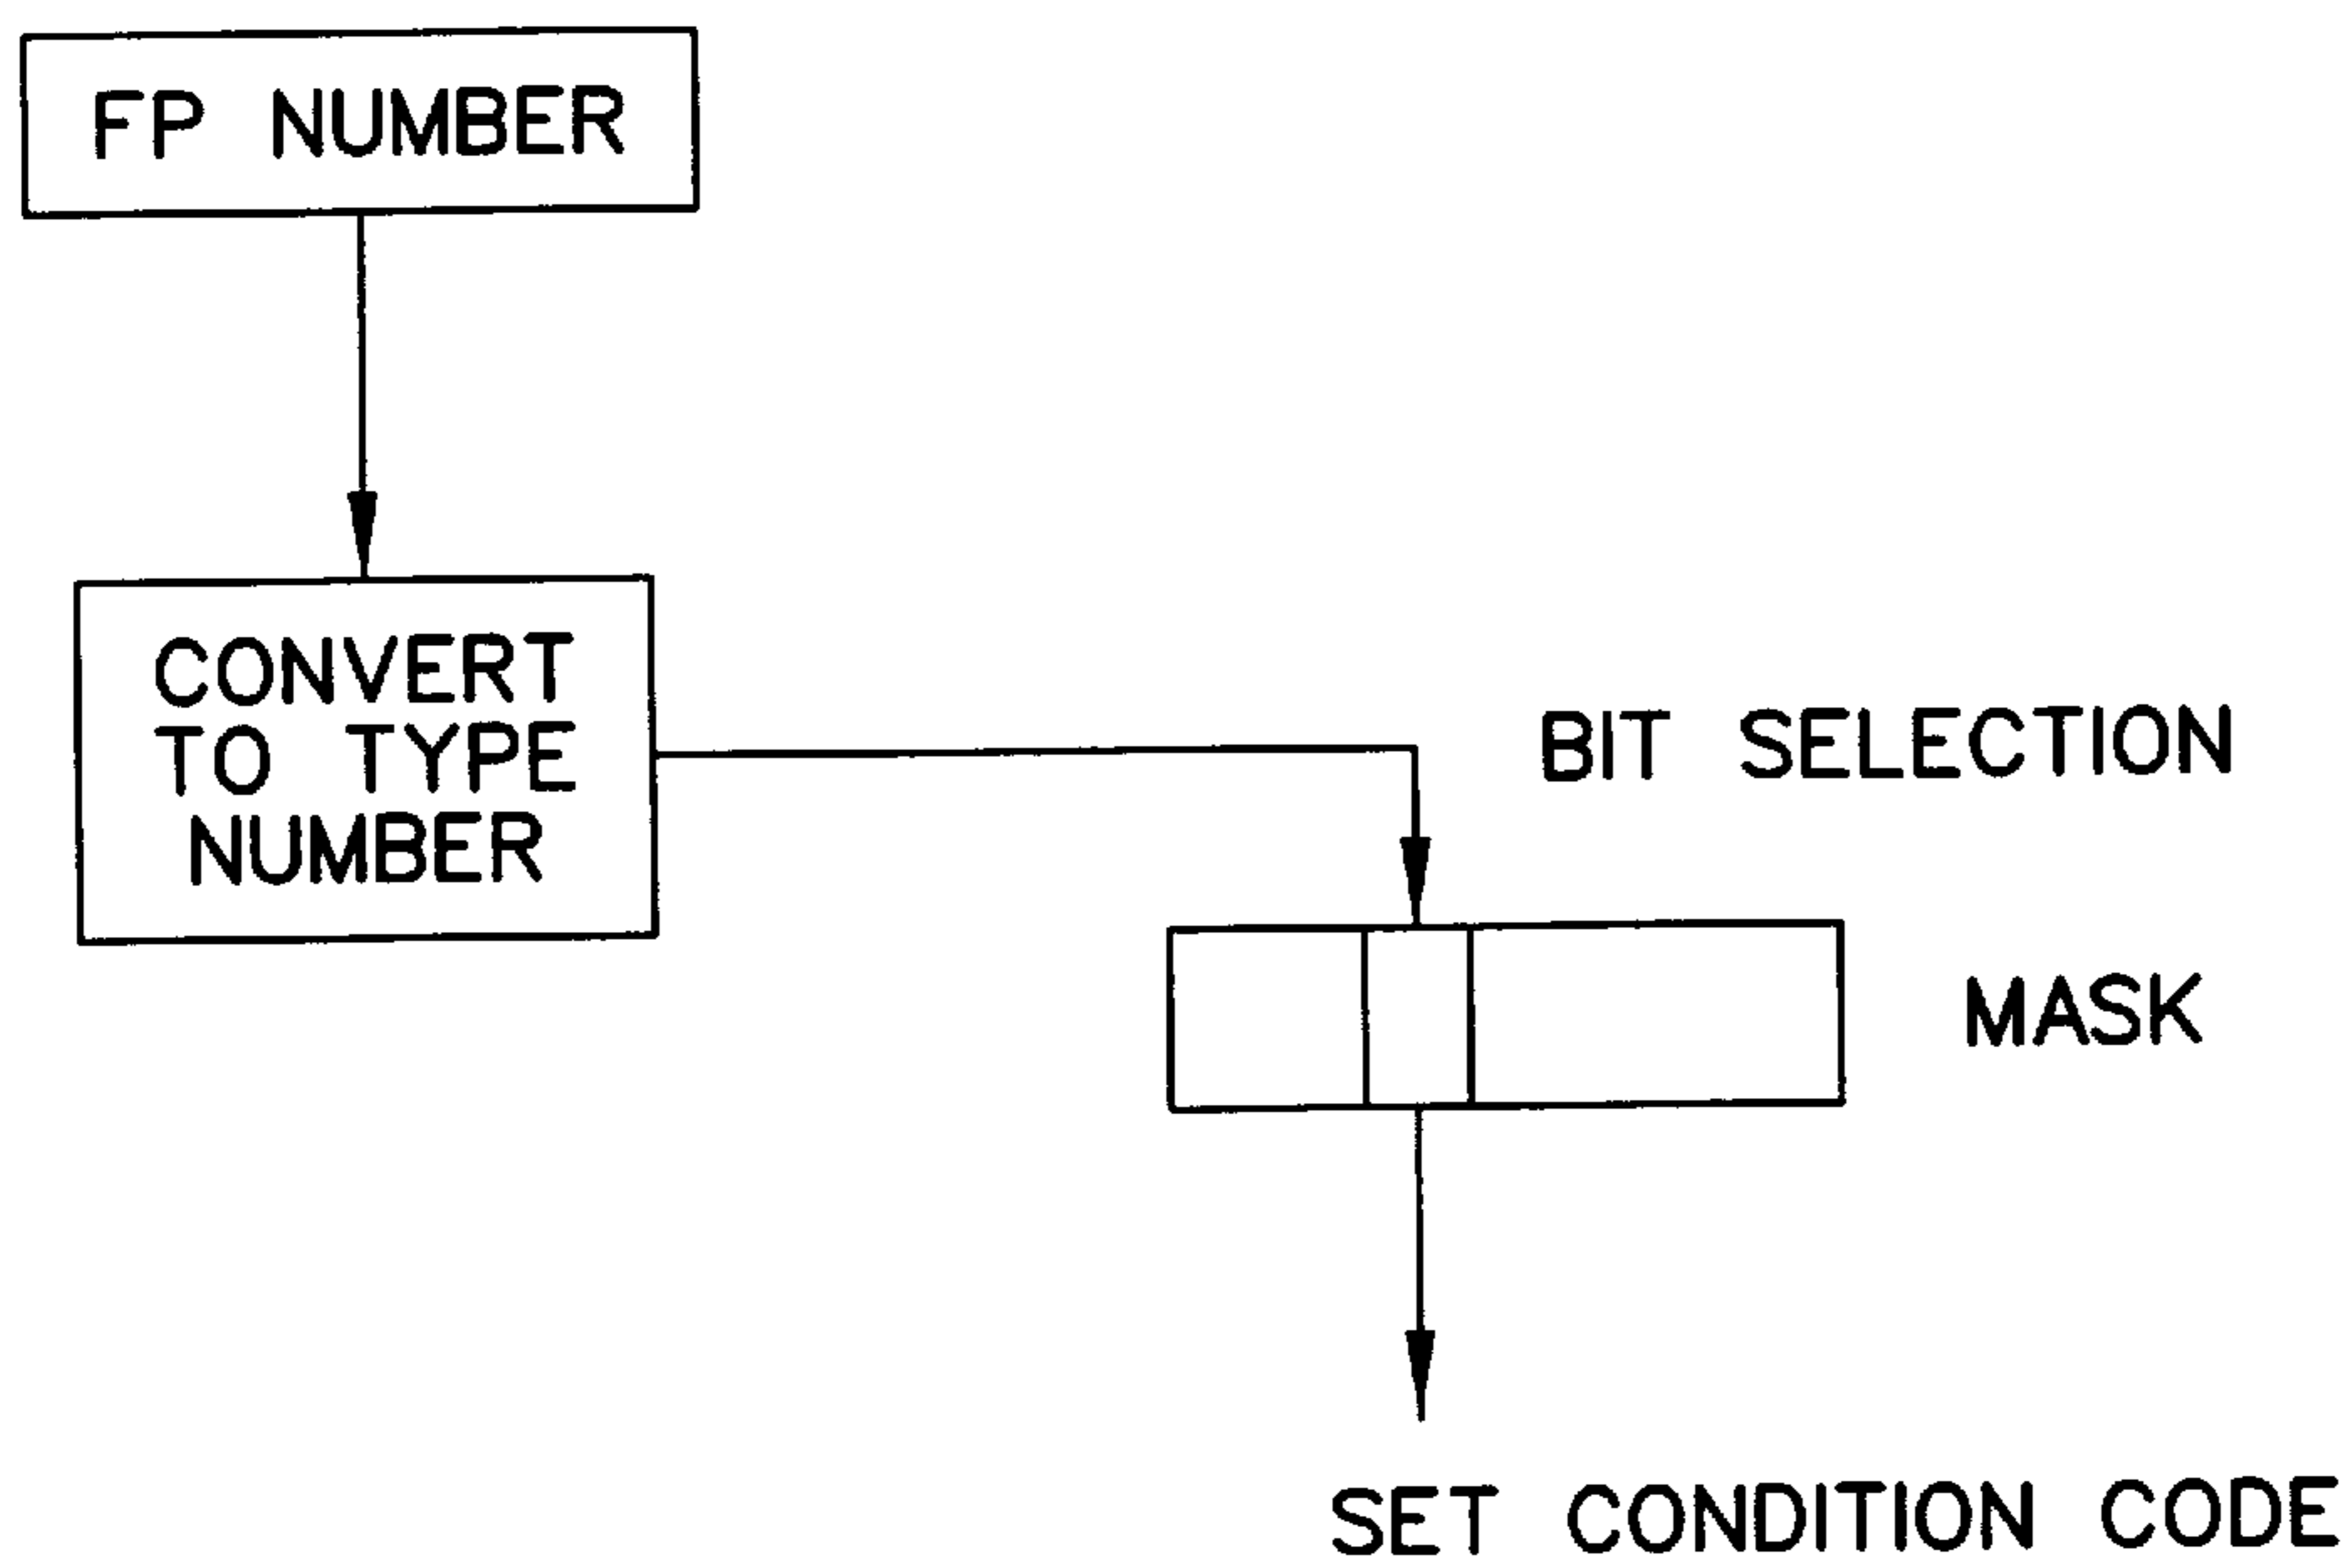 FP NUMBER
CONVERT
TO TYPE
NUMBER
BIT SELECTION
MASK
SET CONDITION CODE